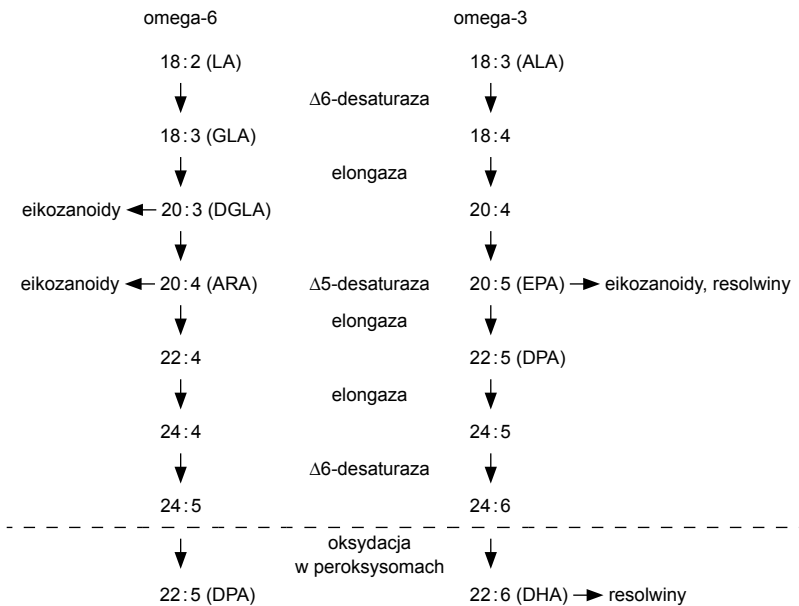 omega-6 omega-3
18:2 (LA) 18:3 (ALA)
Δ6-desaturaza
18:3 (GLA) 18:4
elongaza
eikozanoidy 20:3 (DGLA) 20:4
eikozanoidy 20:4 (ARA) Δ5-desaturaza 20:5 (EPA) eikozanoidy, resolwiny
elongaza
22:4 22:5 (DPA)
elongaza
24:4 24:5
Δ6-desaturaza
24:5 24:6
oksydacja
w peroksysomach
22:5 (DPA) 22:6 (DHA) resolwiny